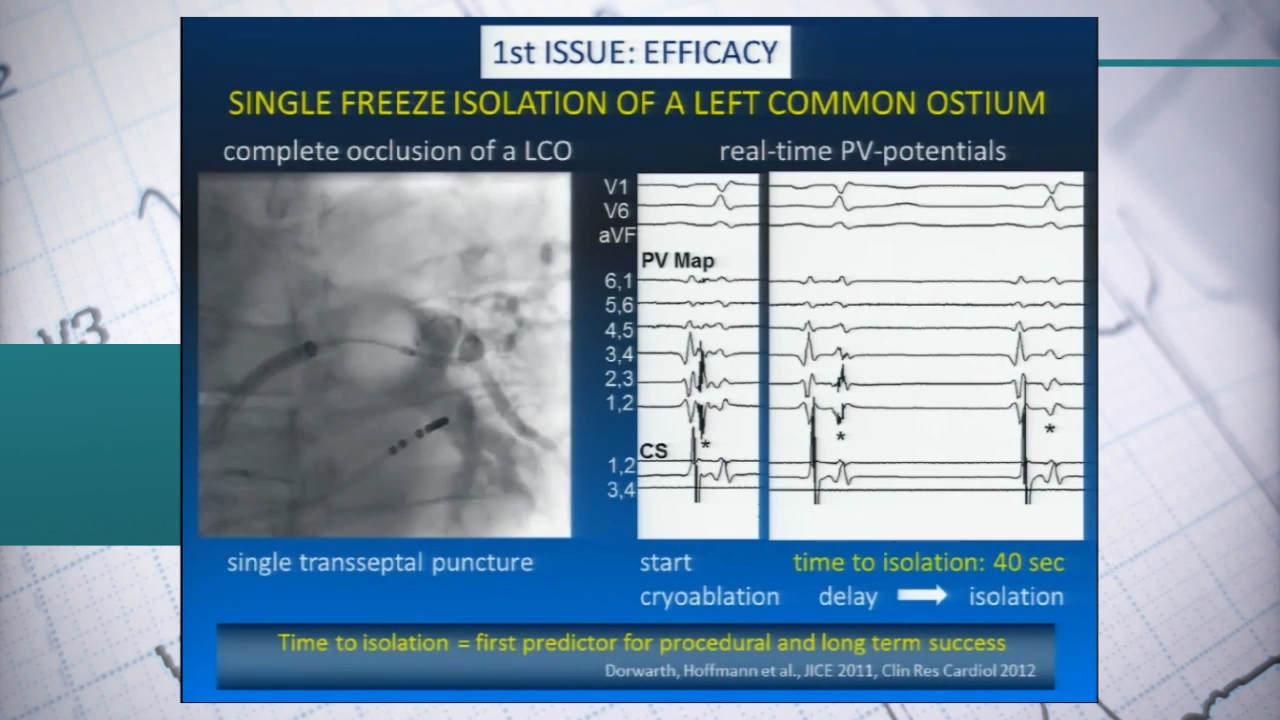 1st ISSUE: EFFICACY
SINGLE FREEZE ISOLATION OF A LEFT COMMON OSTIUM
complete occlusion of a LCO
real-time PV-potentials
V1
V6
aVF
PV Map
6,1
5,6
4,5
3,4
2,3
1,2
*
*
*
CS
1,2
3,4
single transseptal puncture
start
time to isolation: 40 sec
cryoablation
delay
isolation
Time to isolation = first predictor for procedural and long term success
Dorwarth, Hoffmann et al., JICE 2011, Clin Res Cardiol 2012
V3